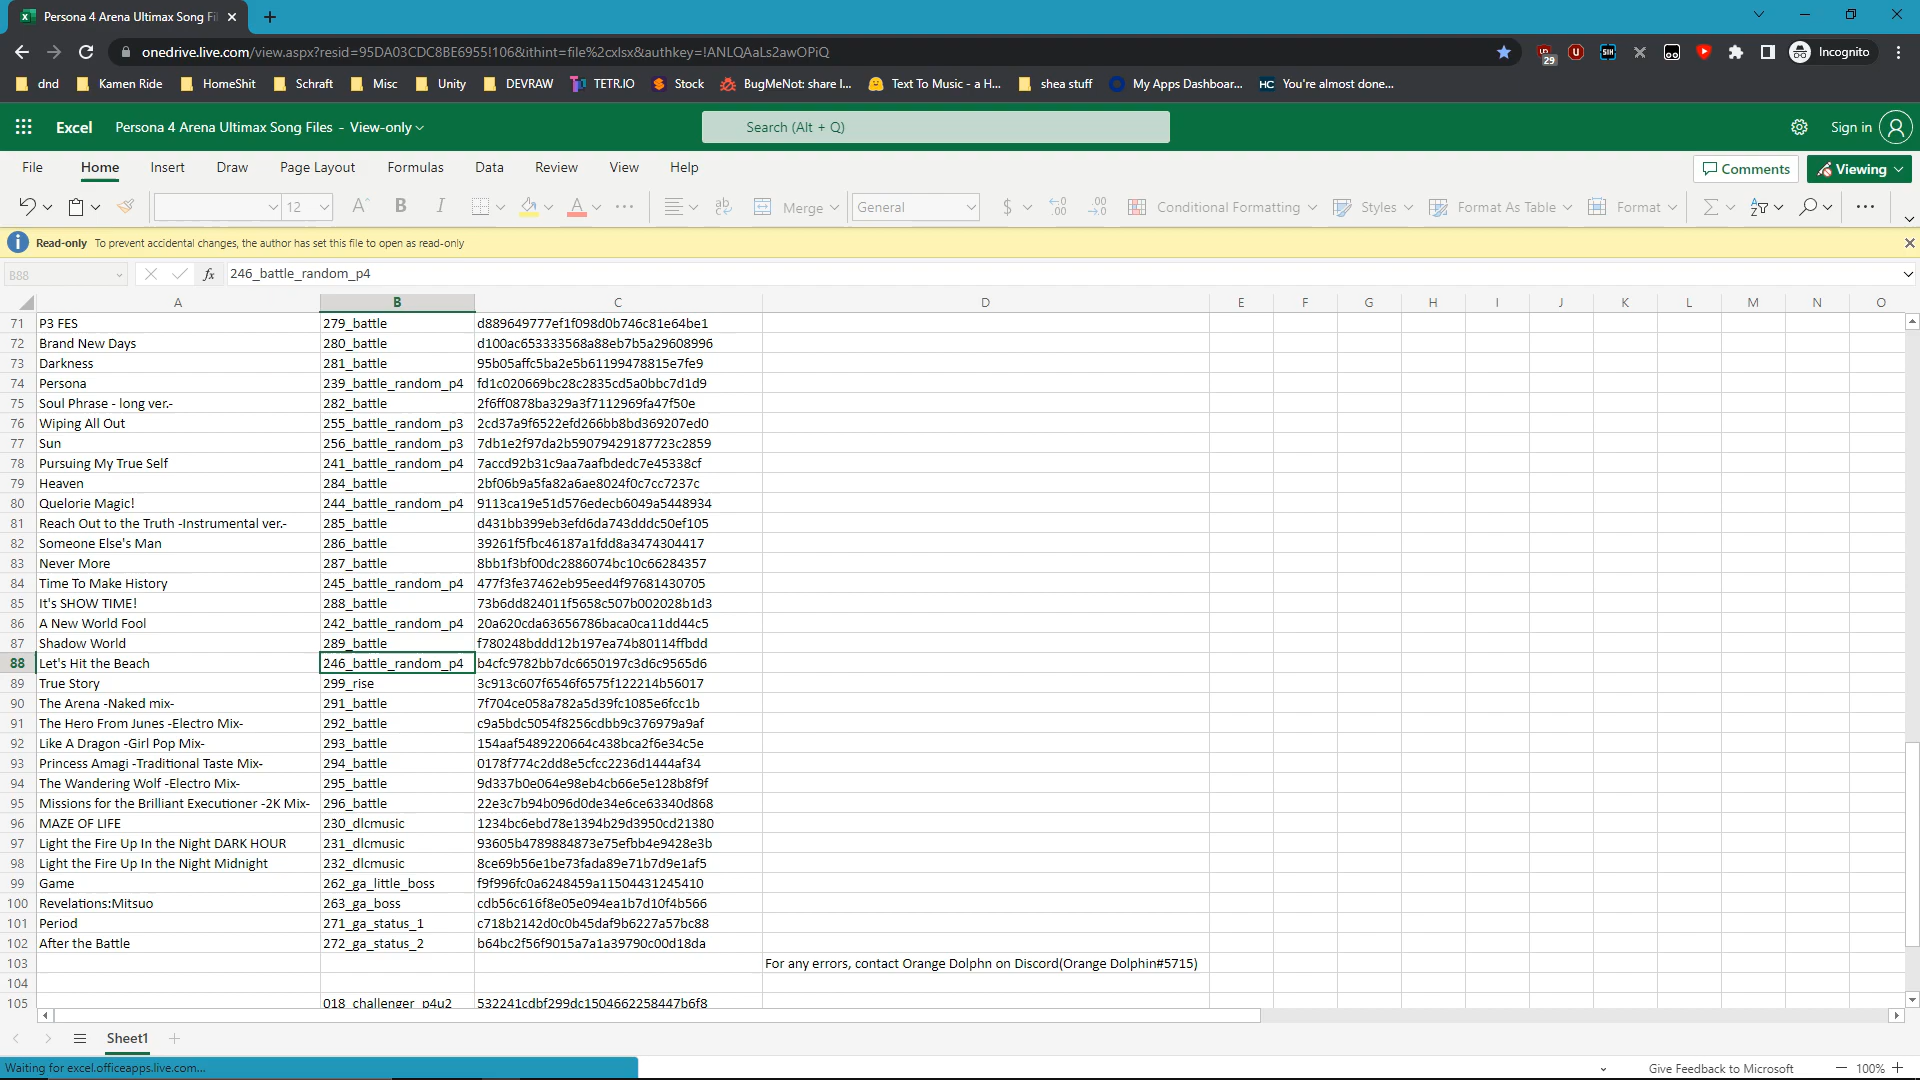 Persona 4 Arena Ultimax Song Fi
onedrive.live.com/view.aspx?resid=95DA03CDC8BE6955!106&ithint=file%2cxlsx&authkey=!ANLQAaLs2awOPiQ
29
Incognito
dnd Kamen Ride HomeShit Schraft Misc Unity DEVRAW TETR.IO Stock BugMeNot: share l... Text To Music - a H... shea stuff My Apps Dashboar... HC You're almost done...
Excel Persona 4 Arena Ultimax Song Files - View-only Search (Alt + Q) Sign in
File Home Insert Draw Page Layout Formulas Data Review View Help Comments Viewing
12 A B I A ab Merge General $ .00 Conditional Formatting Styles Format As Table Format
Read-only To prevent accidental changes, the author has set this file to open as read-only
B88 fx 246_battle_random_p4
A B C D E F G H I J K L M N O
71 P3 FES 279_battle d889649777ef1f098d0b746c81e64be1
72 Brand New Days 280_battle d100ac653333568a88eb7b5a29608996
73 Darkness 281_battle 95b05affc5ba2e5b61199478815e7fe9
74 Persona 239_battle_random_p4 fd1c020669bc28c2835cd5a0bbc7d1d9
75 Soul Phrase - long ver.- 282_battle 2f6ff0878ba329a3f7112969fa47f50e
76 Wiping All Out 255_battle_random_p3 2cd37a9f6522efd266bb8bd369207ed0
77 Sun 256_battle_random_p3 7db1e2f97da2b59079429187723c2859
78 Pursuing My True Self 241_battle_random_p4 7accd92b31c9aa7aafbdedc7e45338cf
79 Heaven 284_battle 2bf06b9a5fa82a6ae8024f0c7cc7237c
80 Quelorie Magic! 244_battle_random_p4 9113ca19e51d576edecb6049a5448934
81 Reach Out to the Truth -Instrumental ver.- 285_battle d431bb399eb3efd6da743dddc50ef105
82 Someone Else's Man 286_battle 39261f5fbc46187a1fdd8a3474304417
83 Never More 287_battle 8bb1f3bf00dc2886074bc10c66284357
84 Time To Make History 245_battle_random_p4 477f3fe37462eb95eed4f97681430705
85 It's SHOW TIME! 288_battle 73b6dd824011f5658c507b002028b1d3
86 A New World Fool 242_battle_random_p4 20a620cda63656786baca0ca11dd44c5
87 Shadow World 289_battle f780248bddd12b197ea74b80114ffbdd
88 Let's Hit the Beach 246_battle_random_p4 b4cfc9782bb7dc6650197c3d6c9565d6
89 True Story 299_rise 3c913c607f6546f6575f122214b56017
90 The Arena -Naked mix- 291_battle 7f704ce058a782a5d39fc1085e6fcc1b
91 The Hero From Junes -Electro Mix- 292_battle c9a5bdc5054f8256cdbb9c376979a9af
92 Like A Dragon -Girl Pop Mix- 293_battle 154aaf5489220664c438bca2f6e34c5e
93 Princess Amagi -Traditional Taste Mix- 294_battle 0178f774c2dd8e5cfcc2236d1444af34
94 The Wandering Wolf -Electro Mix- 295_battle 9d337b0e064e98eb4cb66e5e128b8f9f
95 Missions for the Brilliant Executioner -2K Mix- 296_battle 22e3c7b94b096d0de34e6ce63340d868
96 MAZE OF LIFE 230_dlcmusic 1234bc6ebd78e1394b29d3950cd21380
97 Light the Fire Up In the Night DARK HOUR 231_dlcmusic 93605b4789884873e75efbb4e9428e3b
98 Light the Fire Up In the Night Midnight 232_dlcmusic 8ce69b56e1be73fada89e71b7d9e1af5
99 Game 262_ga_little_boss f9f996fc0a6248459a11504431245410
100 Revelations:Mitsuo 263_ga_boss cdb56c616f8e05e094ea1b7d10f4b566
101 Period 271_ga_status_1 c718b2142d0c0b45daf9b6227a57bc88
102 After the Battle 272_ga_status_2 b64bc2f56f9015a7a1a39790c00d18da
103 For any errors, contact Orange Dolphn on Discord(Orange Dolphin#5715)
104
105 018_challenger_p4u2 532241cdbf299dc1504662258447b6f8
Sheet1
Waiting for excel.officeapps.live.com... Give Feedback to Microsoft 100%